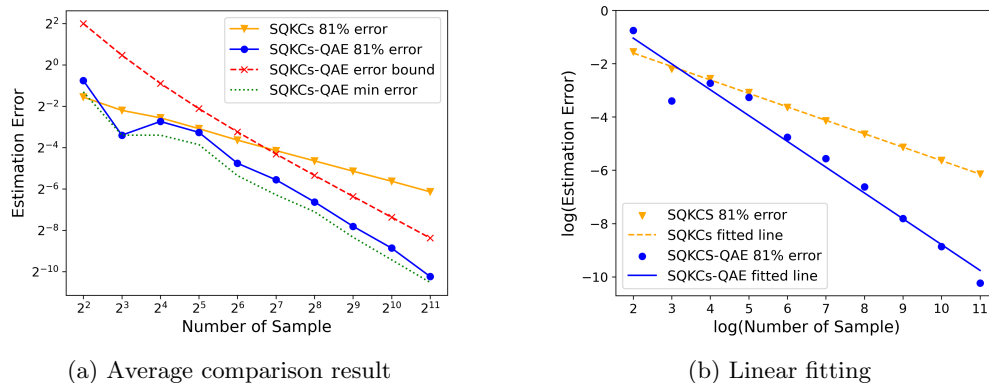 2^2
2^0
2^−2
2^−4
2^−6
2^−8
2^−10
Estimation Error
SQKCs 81% error
SQKCs-QAE 81% error
SQKCs-QAE error bound
SQKCs-QAE min error
2^2 2^3 2^4 2^5 2^6 2^7 2^8 2^9 2^10 2^11
Number of Sample
(a) Average comparison result
0
−2
−4
−6
−8
−10
log(Estimation Error)
SQKCS 81% error
SQKCs fitted line
SQKCS-QAE 81% error
SQKCs-QAE fitted line
2 3 4 5 6 7 8 9 10 11
log(Number of Sample)
(b) Linear fitting